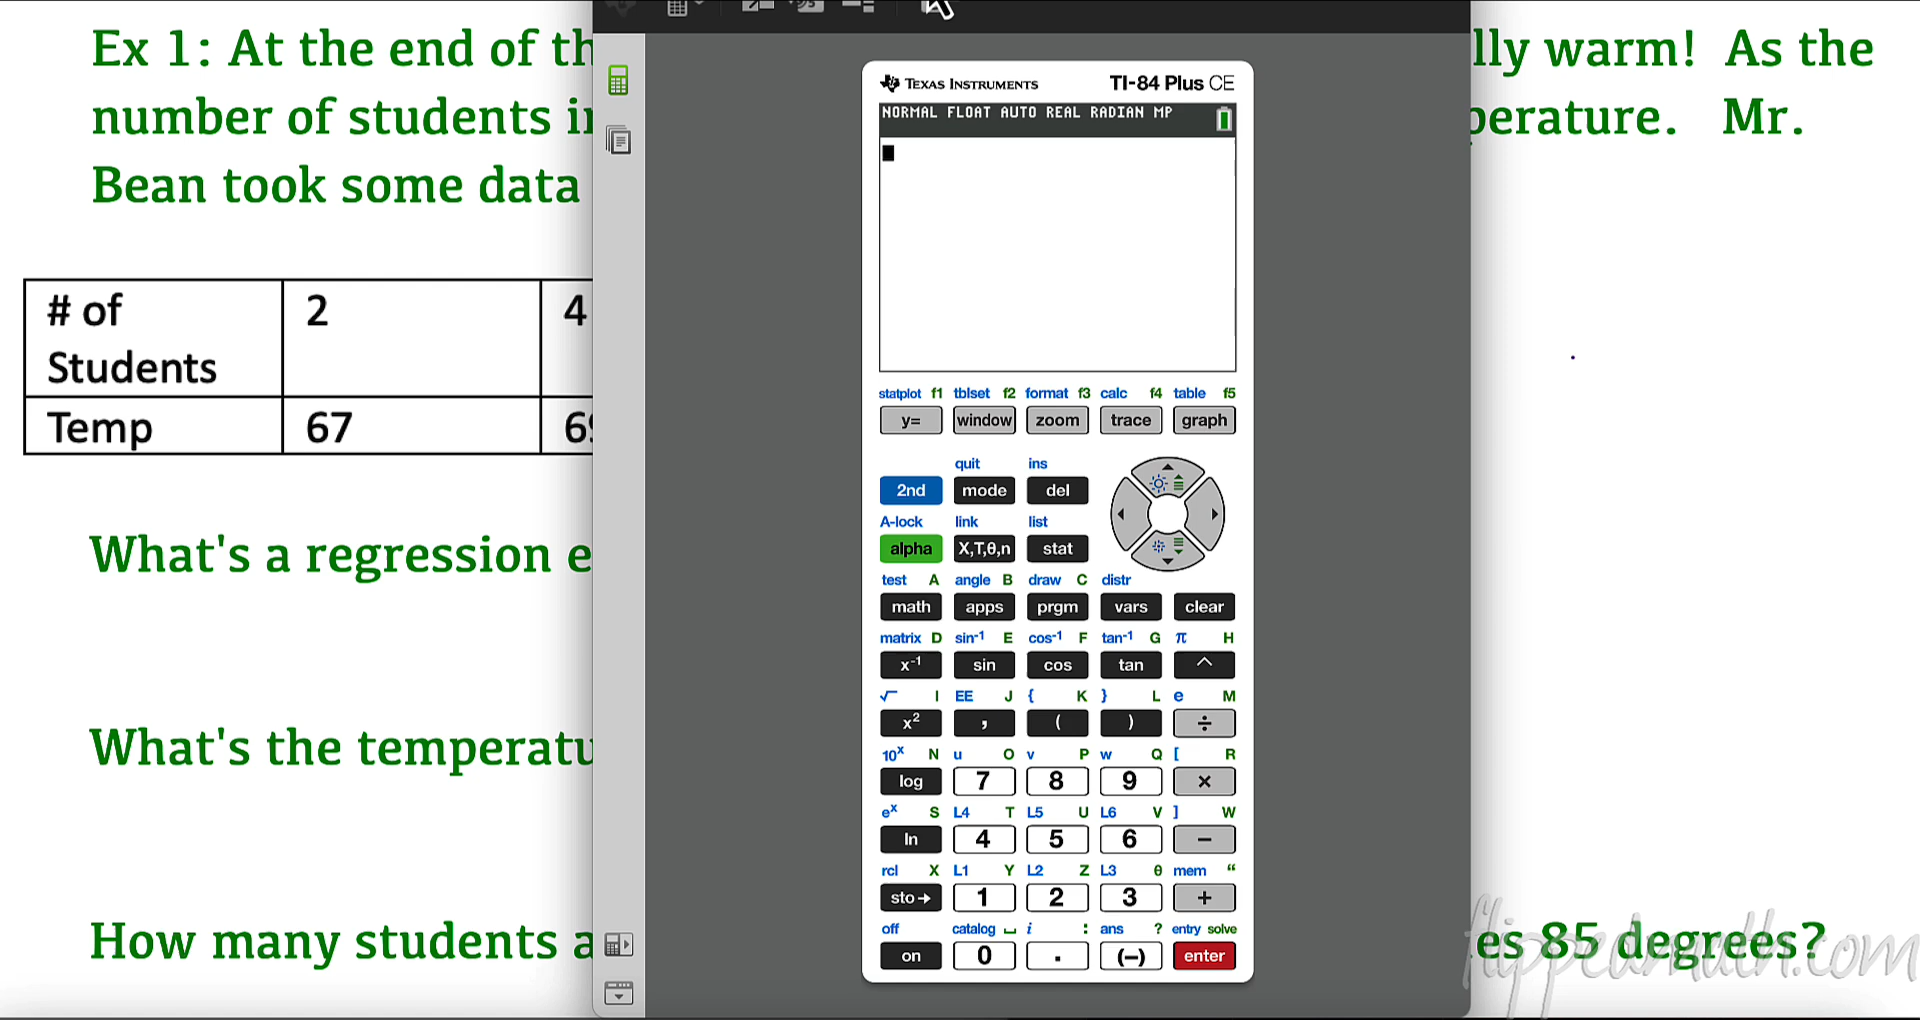 Ex 1: At the end of th lly warm! As the
number of students i perature. Mr.
Bean took some data
# of Students 2 4
Temp 67 69
What's a regression e
What's the temperatu
How many students a es 85 degrees?
flippedmath.com
TEXAS INSTRUMENTS TI-84 Plus CE
NORMAL FLOAT AUTO REAL RADIAN MP
statplot f1 tblset f2 format f3 calc f4 table f5
y= window zoom trace graph
quit ins
2nd mode del
A-lock link list
alpha X,T,θ,n stat
test A angle B draw C distr
math apps prgm vars clear
matrix D sin⁻¹ E cos⁻¹ F tan⁻¹ G π H
x⁻¹ sin cos tan ^
√ I EE J { K } L e M
x² , ( ) ÷
10ˣ N u O v P w Q [ R
log 7 8 9 ×
eˣ S L4 T L5 U L6 V ] W
ln 4 5 6 −
rcl X L1 Y L2 Z L3 θ mem “
sto→ 1 2 3 +
off catalog ⎵ i : ans ? entry solve
on 0 . (−) enter